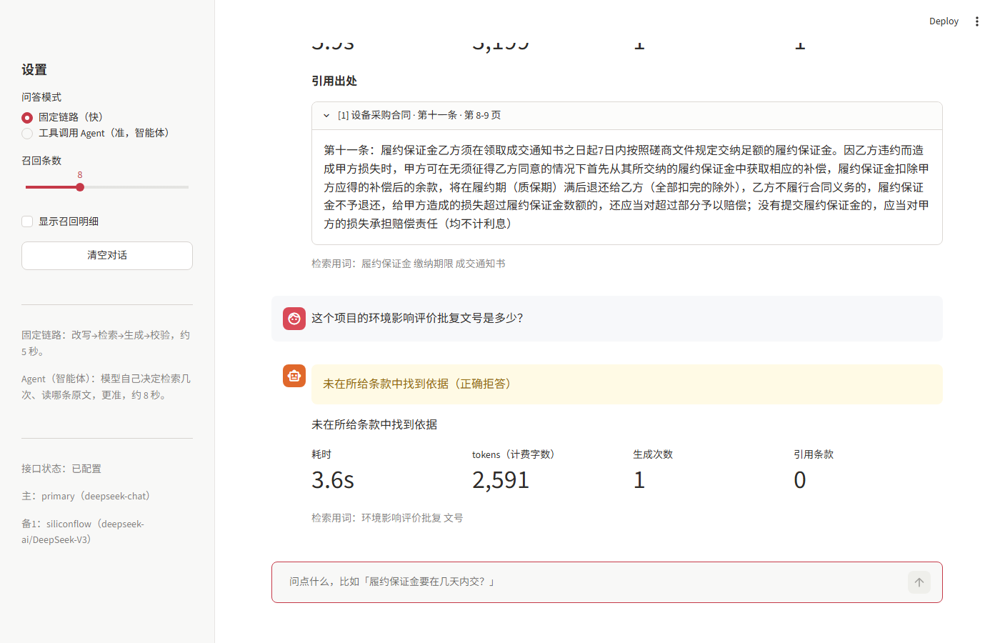 Deploy
设置
问答模式
固定链路（快）
工具调用 Agent（准，智能体）
召回条数
8
显示召回明细
清空对话
固定链路：改写→检索→生成→校验，约
5 秒。
Agent（智能体）：模型自己决定检索几
次、读哪条原文，更准，约 8 秒。
接口状态：已配置
主：primary（deepseek-chat）
备1：siliconflow（deepseek-
ai/DeepSeek-V3）
引用出处
[1] 设备采购合同 · 第十一条 · 第 8-9 页
第十一条：履约保证金乙方须在领取成交通知书之日起7日内按照磋商文件规定交纳足额的履约保证金。因乙方违约而造
成甲方损失时，甲方可在无须征得乙方同意的情况下首先从其所交纳的履约保证金中获取相应的补偿，履约保证金扣除甲
方应得的补偿后的余款，将在履约期（质保期）满后退还给乙方（全部扣完的除外），乙方不履行合同义务的，履约保证
金不予退还，给甲方造成的损失超过履约保证金数额的，还应当对超过部分予以赔偿；没有提交履约保证金的，应当对甲
方的损失承担赔偿责任（均不计利息）
检索用词：履约保证金 缴纳期限 成交通知书
这个项目的环境影响评价批复文号是多少？
未在所给条款中找到依据（正确拒答）
未在所给条款中找到依据
耗时 tokens（计费字数） 生成次数 引用条款
3.6s 2,591 1 0
检索用词：环境影响评价批复 文号
问点什么，比如「履约保证金要在几天内交？」